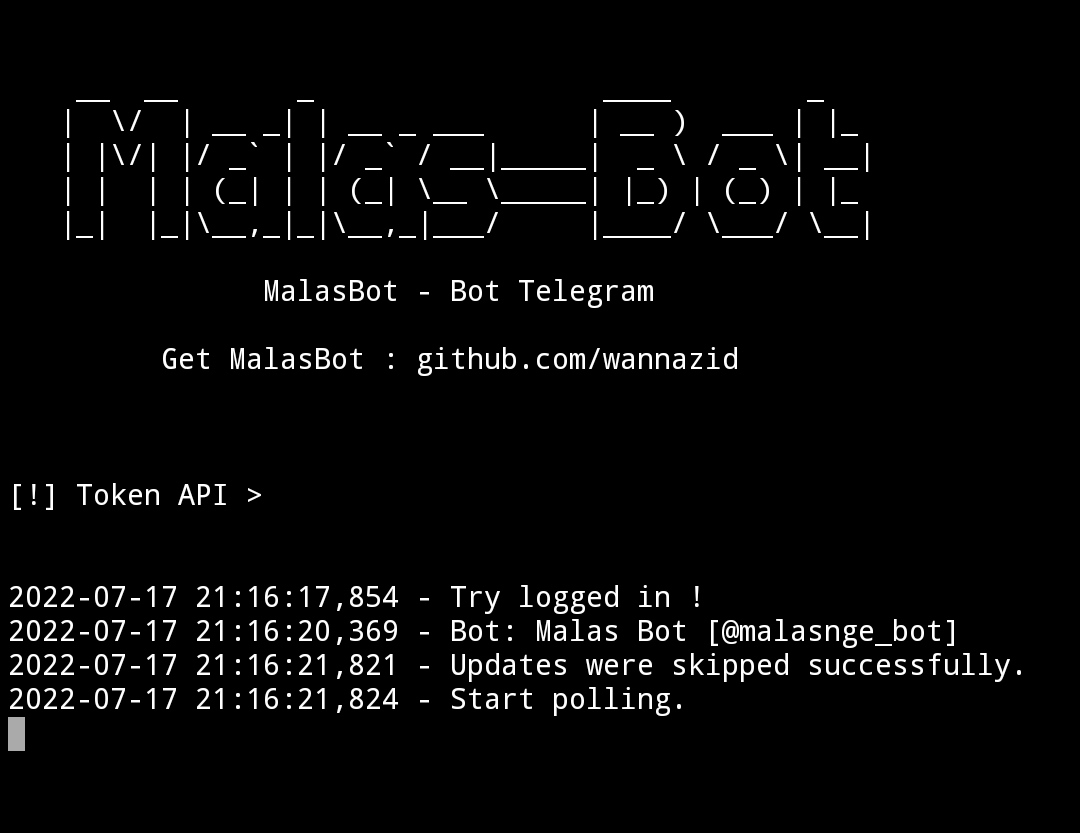 Malas-Bot
MalasBot - Bot Telegram
Get MalasBot : github.com/wannazid
[!] Token API >
2022-07-17 21:16:17,854 - Try logged in !
2022-07-17 21:16:20,369 - Bot: Malas Bot [@malasnge_bot]
2022-07-17 21:16:21,821 - Updates were skipped successfully.
2022-07-17 21:16:21,824 - Start polling.